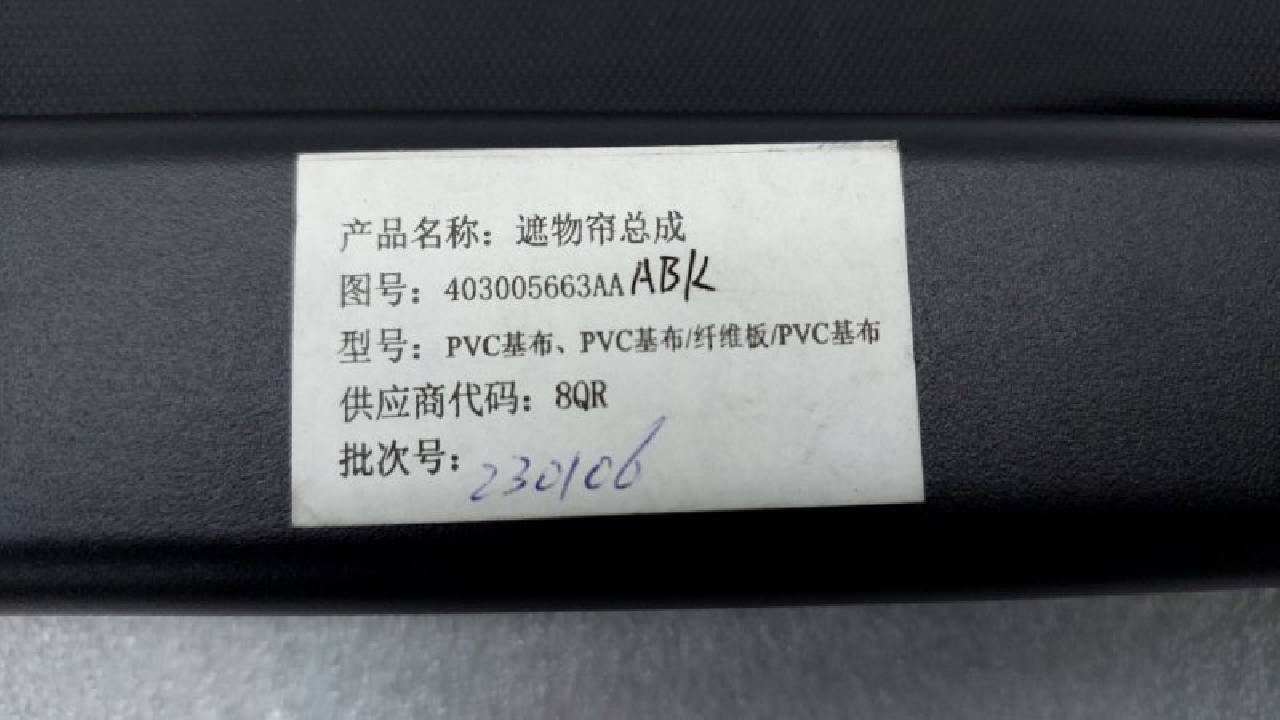 产品名称：遮物帘总成
图号：403005663AA ABK
型号：PVC基布、PVC基布/纤维板/PVC基布
供应商代码：8QR
批次号：230106